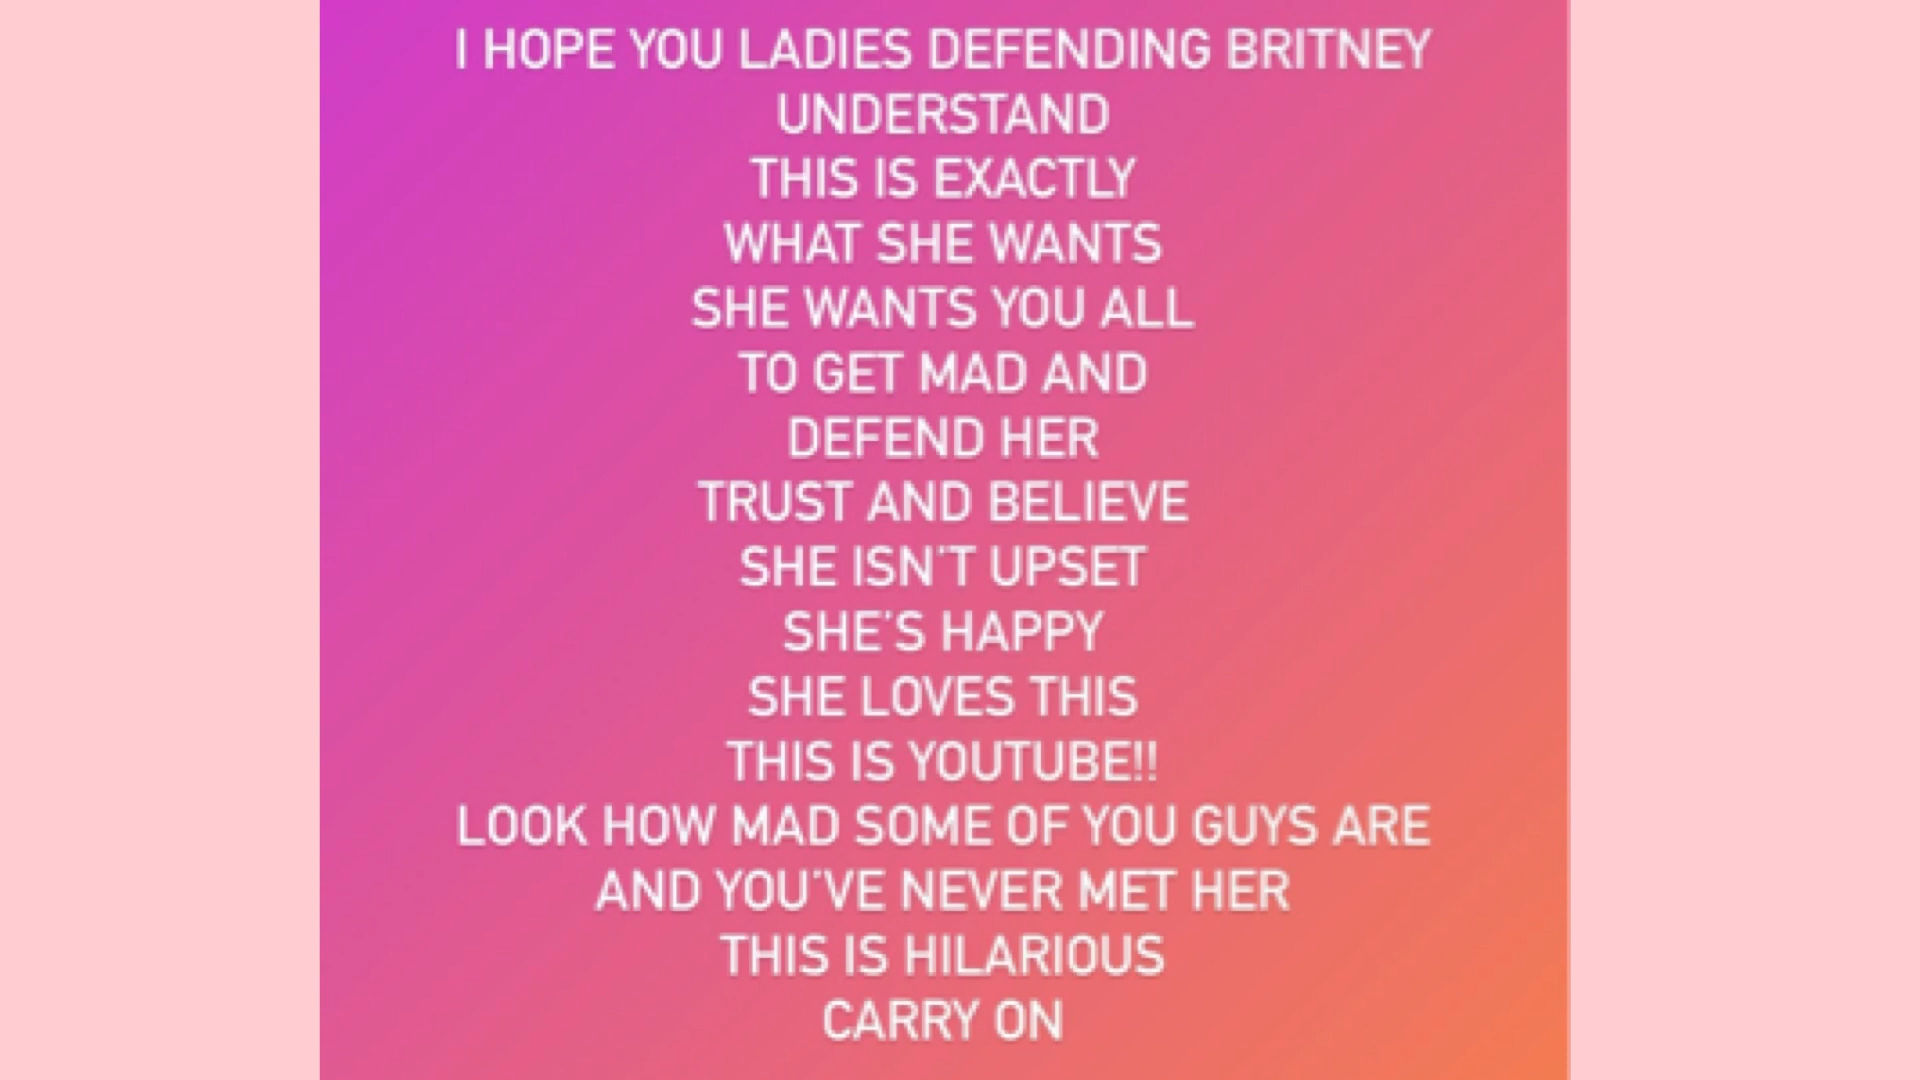 I HOPE YOU LADIES DEFENDING BRITNEY
UNDERSTAND
THIS IS EXACTLY
WHAT SHE WANTS
SHE WANTS YOU ALL
TO GET MAD AND
DEFEND HER
TRUST AND BELIEVE
SHE ISN'T UPSET
SHE'S HAPPY
SHE LOVES THIS
THIS IS YOUTUBE!!
LOOK HOW MAD SOME OF YOU GUYS ARE
AND YOU'VE NEVER MET HER
THIS IS HILARIOUS
CARRY ON